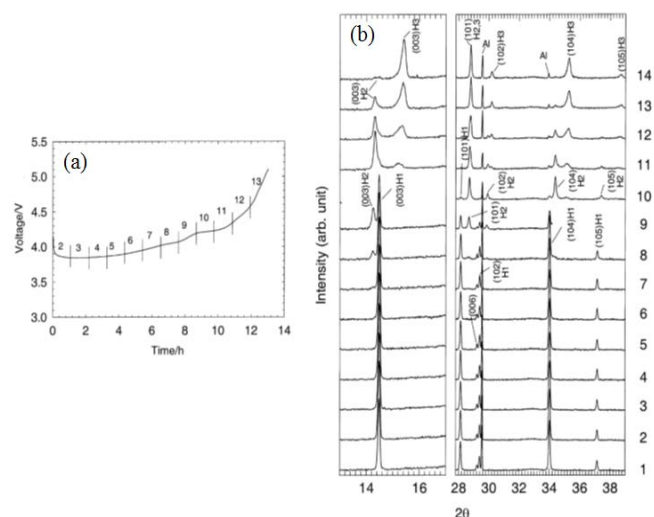 (a)
Voltage/V
5.5
5.0
4.5
4.0
3.5
3.0
2 3 4 5 6 7 8 9 10 11 12 13
0 2 4 6 8 10 12 14
Time/h
(b)
Intensity (arb. unit)
(003)H3
(003)
H2
(003)H2
(003)H1
(101)
H2,3
Al
(102)H3
Al
(104)H3
(105)H3
(101)H1
(102)
H2
(104)
H2
(105)
H2
(101)
H2
(104)H1
(105)H1
(102)
H1
(006)
14
13
12
11
10
9
8
7
6
5
4
3
2
1
14 16 28 30 32 34 36 38
2θ